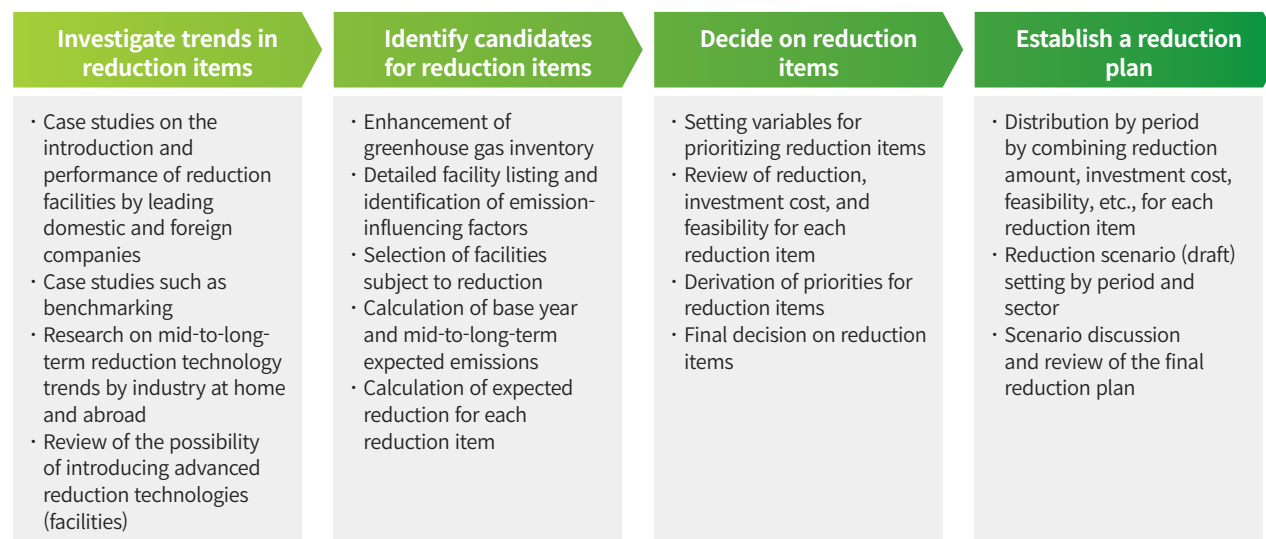 Investigate trends in
reduction items
· Case studies on the
introduction and
performance of reduction
facilities by leading
domestic and foreign
companies
· Case studies such as
benchmarking
· Research on mid-to-long-
term reduction technology
trends by industry at home
and abroad
· Review of the possibility
of introducing advanced
reduction technologies
(facilities)
Identify candidates
for reduction items
· Enhancement of
greenhouse gas inventory
· Detailed facility listing and
identification of emission-
influencing factors
· Selection of facilities
subject to reduction
· Calculation of base year
and mid-to-long-term
expected emissions
· Calculation of expected
reduction for each
reduction item
Decide on reduction
items
· Setting variables for
prioritizing reduction items
· Review of reduction,
investment cost, and
feasibility for each
reduction item
· Derivation of priorities for
reduction items
· Final decision on reduction
items
Establish a reduction
plan
· Distribution by period
by combining reduction
amount, investment cost,
feasibility, etc., for each
reduction item
· Reduction scenario (draft)
setting by period and
sector
· Scenario discussion
and review of the final
reduction plan